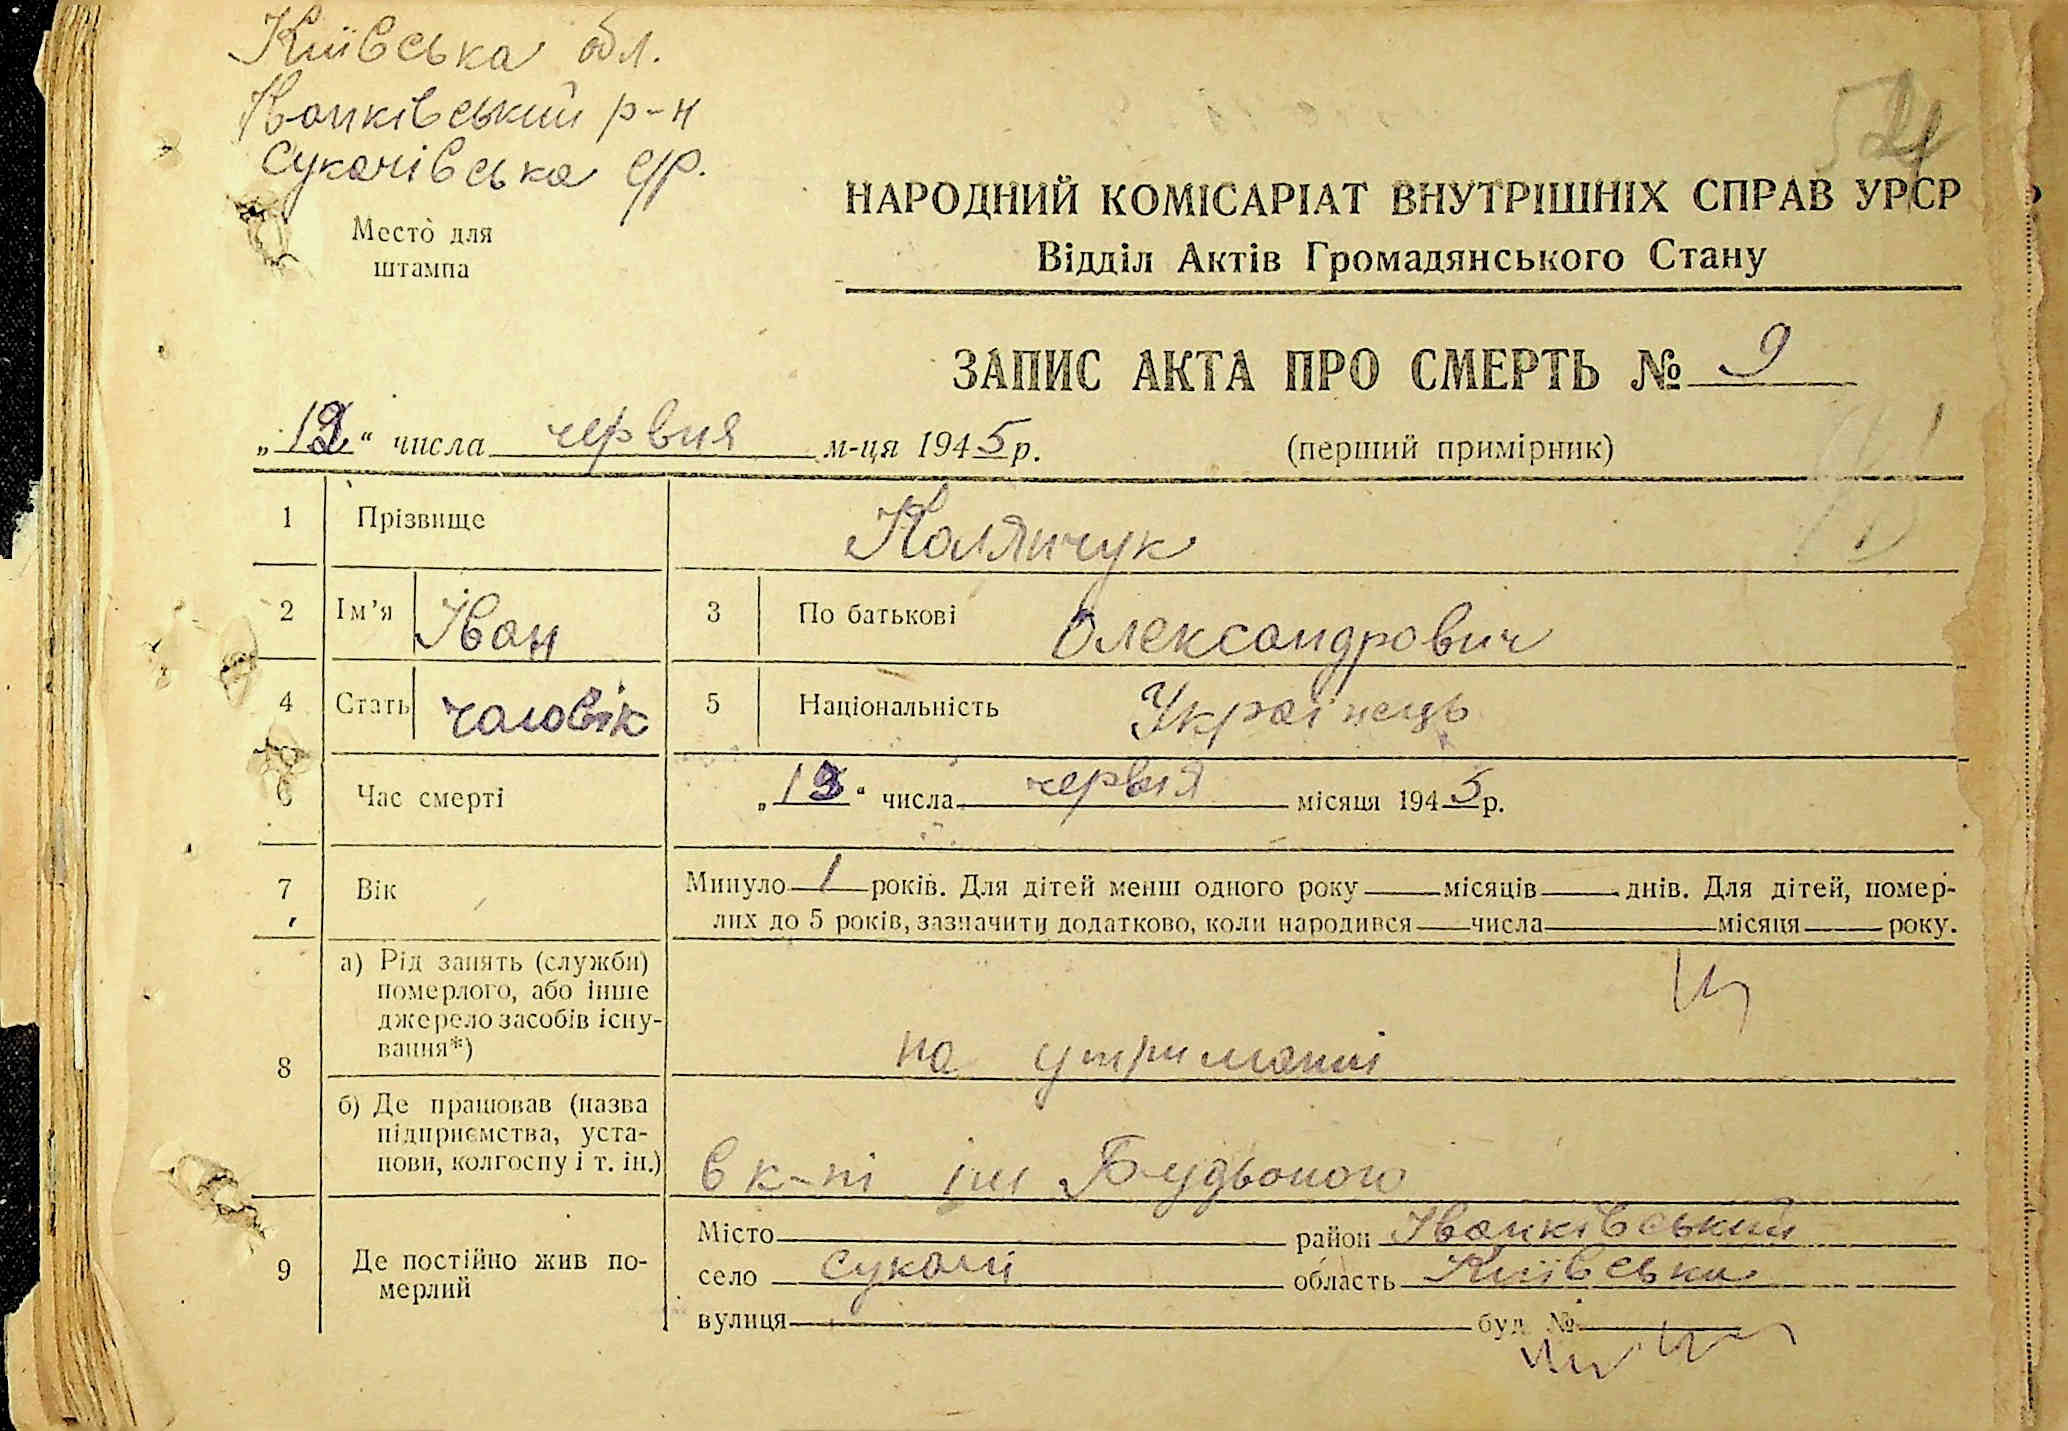 Київська обл.
Іванківський р-н
Сукачівська с/р.
Место для
штампа
НАРОДНИЙ КОМІСАРІАТ ВНУТРІШНІХ СПРАВ УРСР
Відділ Актів Громадянського Стану
ЗАПИС АКТА ПРО СМЕРТЬ № 9
„12“ числа червня м-ця 1945 р.
(перший примірник)
1 Прізвище Колянчук
2 Ім'я Іван 3 По батькові Олександрович
4 Стать чоловік 5 Національність Українець
6 Час смерті „ “ числа червня місяця 1945 р.
7 Вік Минуло 1 років. Для дітей менш одного року місяців днів. Для дітей, помер-
лих до 5 років, зазначити додатково, коли народився числа місяця року.
а) Рід занять (служби)
померлого, або інше
джерело засобів існу-
вання*)
на утриманні
8
б) Де працював (назва
підприємства, уста-
нови, колгоспу і т. ін.)
в к-пі ім Будьоного
9 Де постійно жив по-
мерлий
Місто район Іванківський
село Сукачі область Київська
вулиця буд №